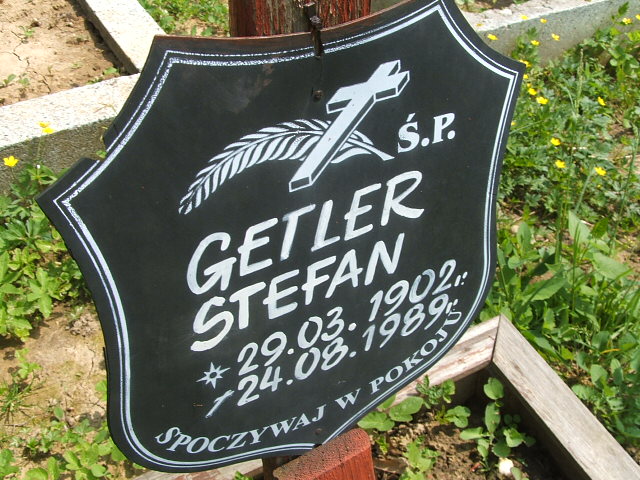 Ś.P.
GETLER
STEFAN
* 29.03. 1902
† 24.08. 1989
SPOCZYWAJ W POKOJU